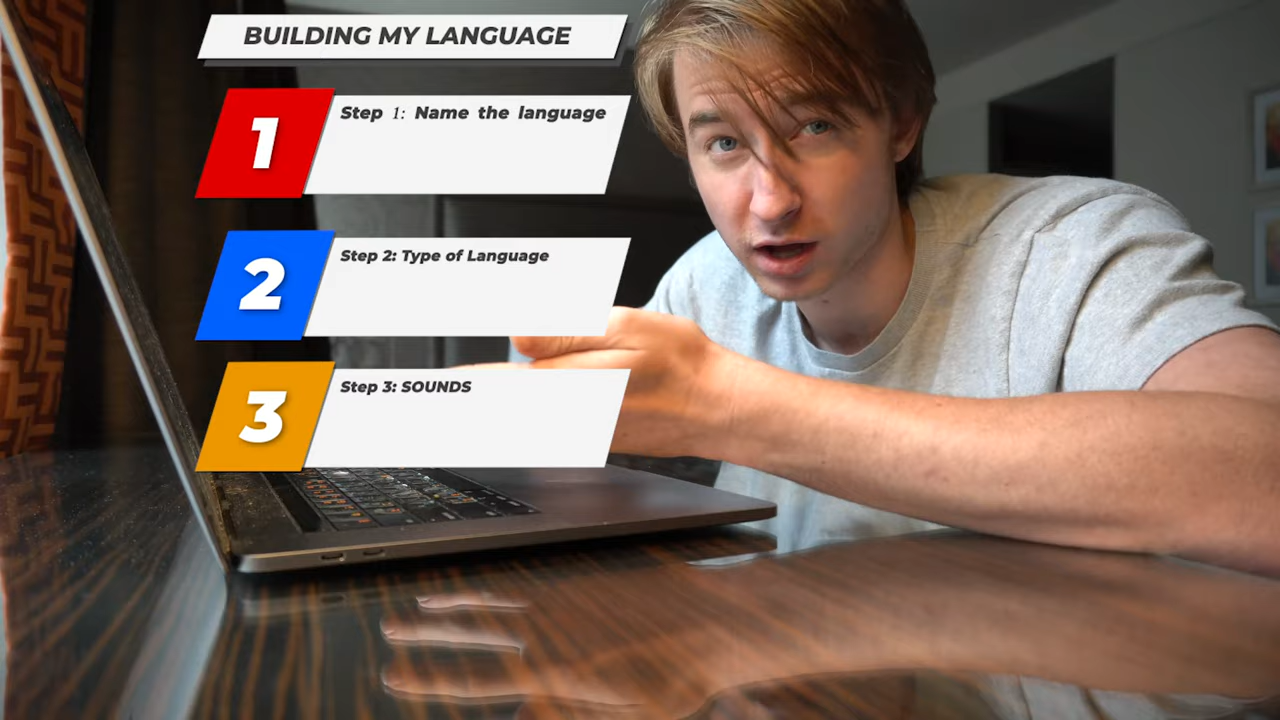 BUILDING MY LANGUAGE
1
Step 1: Name the language
2
Step 2: Type of Language
3
Step 3: SOUNDS